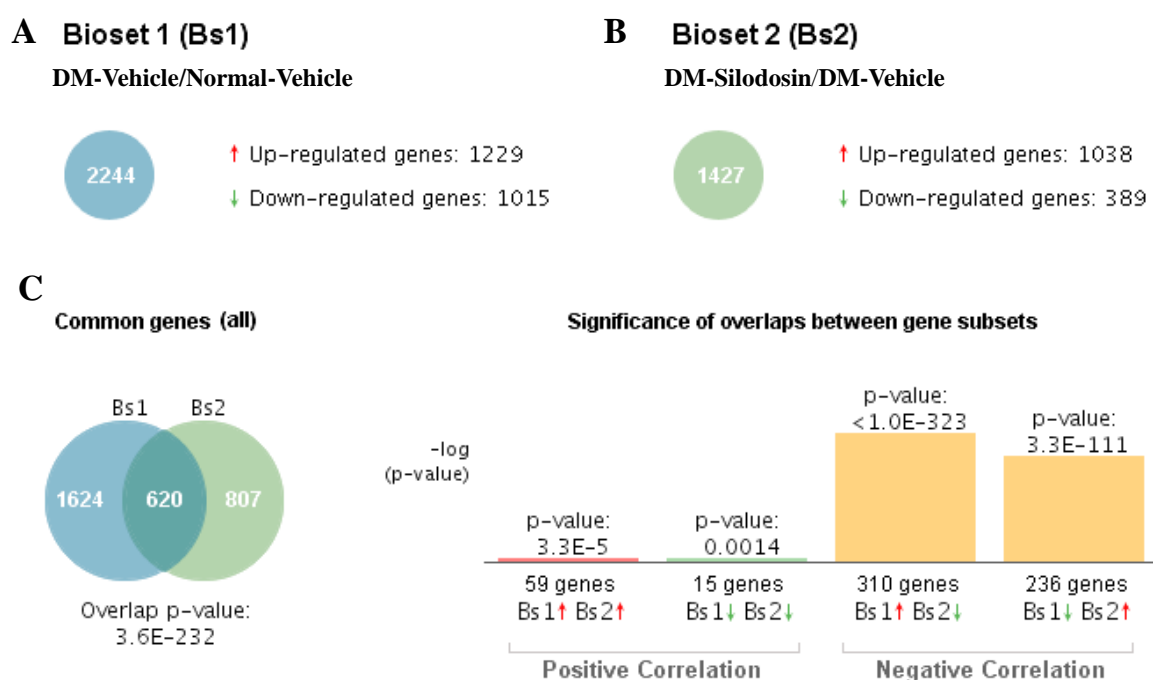 A Bioset 1 (Bs1)
DM-Vehicle/Normal-Vehicle
2244
↑ Up-regulated genes: 1229
↓ Down-regulated genes: 1015
B Bioset 2 (Bs2)
DM-Silodosin/DM-Vehicle
1427
↑ Up-regulated genes: 1038
↓ Down-regulated genes: 389
C
Common genes (all)
Bs1 Bs2
1624 620 807
Overlap p-value:
3.6E-232
Significance of overlaps between gene subsets
-log
(p-value)
p-value:
3.3E-5
p-value:
0.0014
p-value:
<1.0E-323
p-value:
3.3E-111
59 genes
Bs1↑ Bs2↑
15 genes
Bs1↓ Bs2↓
310 genes
Bs1↑ Bs2↓
236 genes
Bs1↓ Bs2↑
Positive Correlation
Negative Correlation